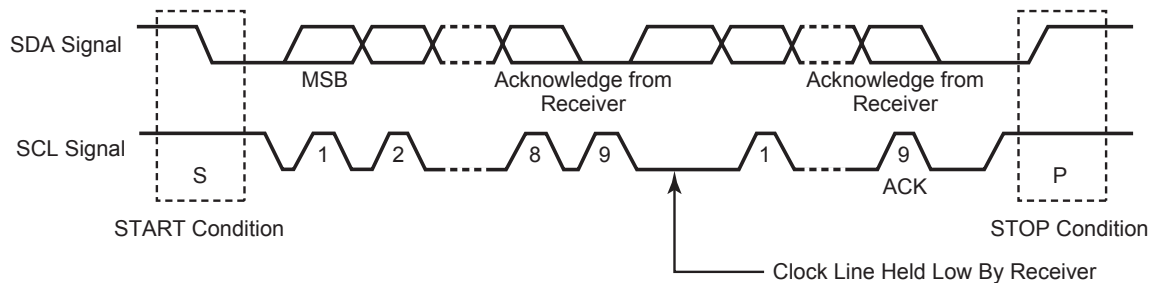 SDA Signal
MSB
Acknowledge from
Receiver
Acknowledge from
Receiver
SCL Signal
S
1
2
8
9
1
9
ACK
P
START Condition
STOP Condition
Clock Line Held Low By Receiver